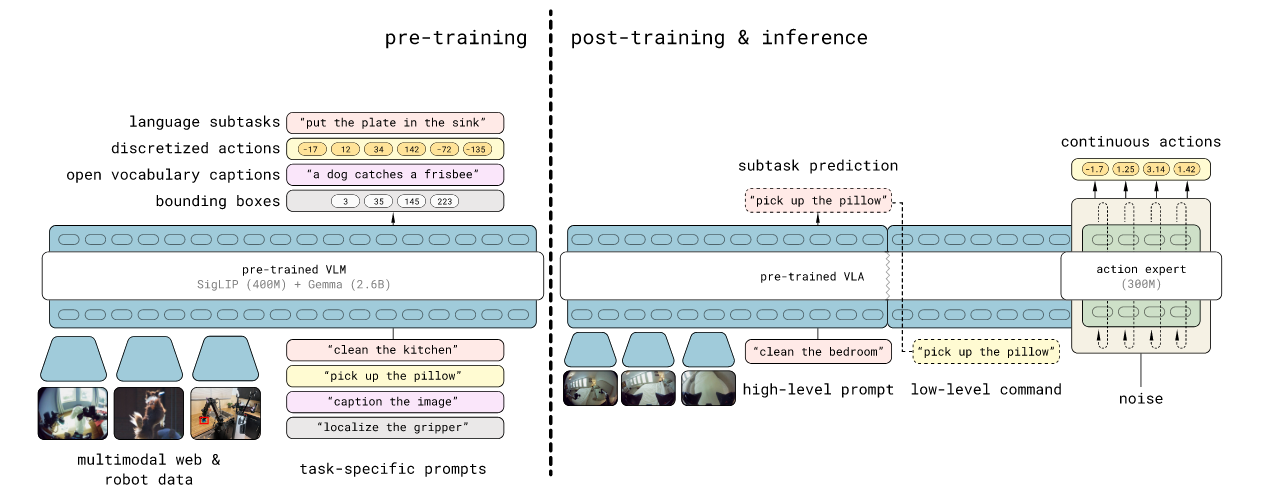 pre-training
post-training & inference
language subtasks
“put the plate in the sink”
discretized actions
-17 12 34 142 -72 -135
open vocabulary captions
“a dog catches a frisbee”
bounding boxes
3 35 145 223
pre-trained VLM
SigLIP (400M) + Gemma (2.6B)
“clean the kitchen”
“pick up the pillow”
“caption the image”
“localize the gripper”
multimodal web &
robot data
task-specific prompts
subtask prediction
“pick up the pillow”
continuous actions
-1.7 1.25 3.14 1.42
pre-trained VLA
action expert
(300M)
“clean the bedroom”
“pick up the pillow”
high-level prompt
low-level command
noise